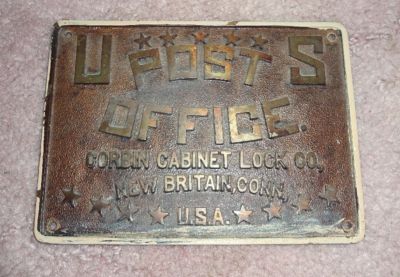 U POST S
OFFICE.
CORBIN CABINET LOCK CO.,
NEW BRITAIN, CONN,
U.S.A.